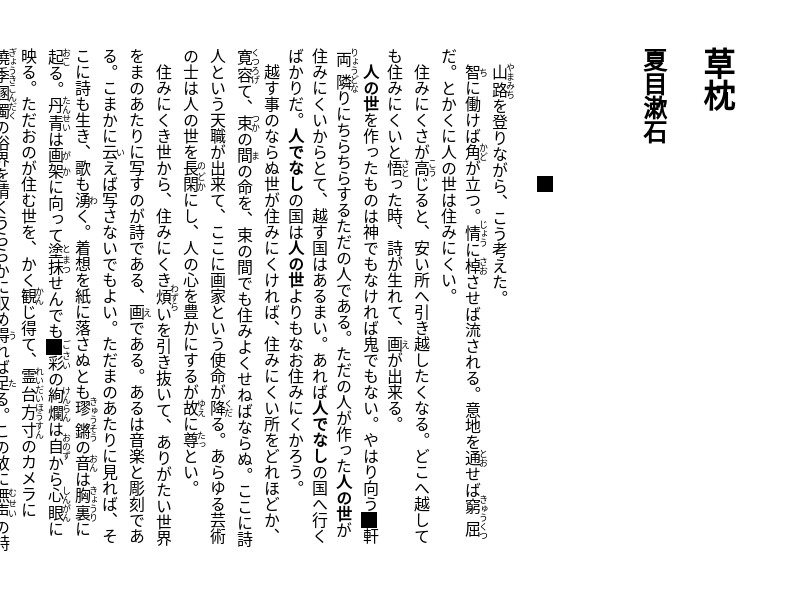 草枕
夏目漱石
■
山路を登りながら、こう考えた。
智に働けば角が立つ。情に棹させば流される。意地を通せば窮屈
だ。とかくに人の世は住みにくい。
住みにくさが高じると、安い所へ引き越したくなる。どこへ越して
も住みにくいと悟った時、詩が生れて、画が出来る。
人の世を作ったものは神でもなければ鬼でもない。やはり向う■軒
両隣りにちらちらするただの人である。ただの人が作った人の世が
住みにくいからとて、越す国はあるまい。あれば人でなしの国へ行く
ばかりだ。人でなしの国は人の世よりもなお住みにくかろう。
越す事のならぬ世が住みにくければ、住みにくい所をどれほどか、
寛容て、束の間の命を、束の間でも住みよくせねばならぬ。ここに詩
人という天職が出来て、ここに画家という使命が降る。あらゆる芸術
の士は人の世を長閑にし、人の心を豊かにするが故に尊とい。
住みにくき世から、住みにくき煩いを引き抜いて、ありがたい世界
をまのあたりに写すのが詩である、画である。あるは音楽と彫刻であ
る。こまかに云えば写さないでもよい。ただまのあたりに見れば、そ
こに詩も生き、歌も湧く。着想を紙に落さぬとも璆鏘の音は胸裏に
起る。丹青は画架に向って塗抹せんでも■彩の絢爛は自から心眼に
映る。ただおのが住む世を、かく観じ得て、霊台方寸のカメラに
澆季溷濁の俗界を清くうららかに収め得れば足る。この故に無声の詩